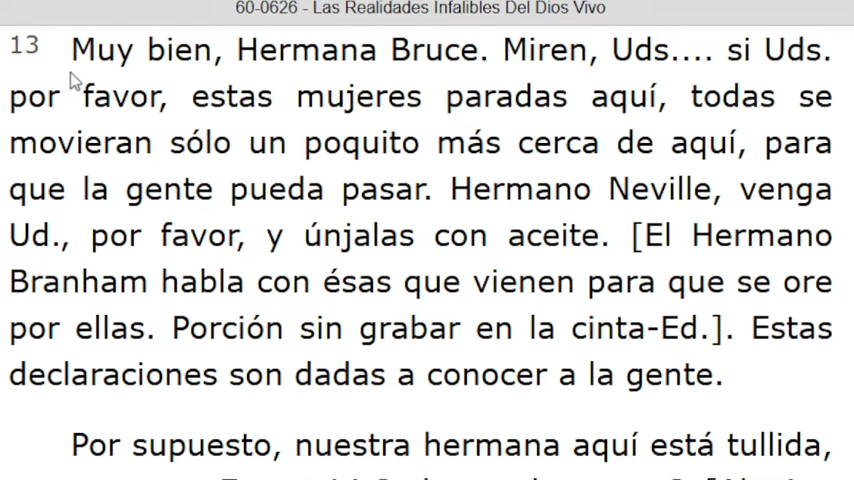 60-0626 - Las Realidades Infalibles Del Dios Vivo
13 Muy bien, Hermana Bruce. Miren, Uds.... si Uds.
por favor, estas mujeres paradas aquí, todas se
movieran sólo un poquito más cerca de aquí, para
que la gente pueda pasar. Hermano Neville, venga
Ud., por favor, y únjalas con aceite. [El Hermano
Branham habla con ésas que vienen para que se ore
por ellas. Porción sin grabar en la cinta-Ed.]. Estas
declaraciones son dadas a conocer a la gente.
Por supuesto, nuestra hermana aquí está tullida,